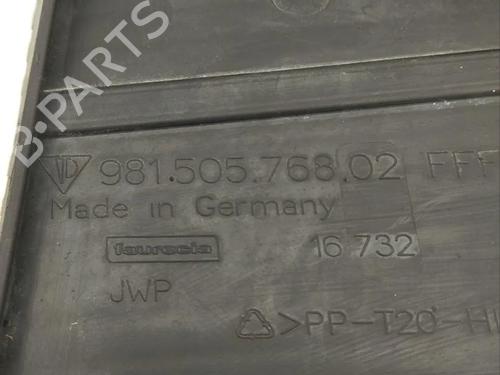 B-PARTS
981.505.768.02 FFF
Made in Germany
faurecia 16 732
JWP
>PP-T20-